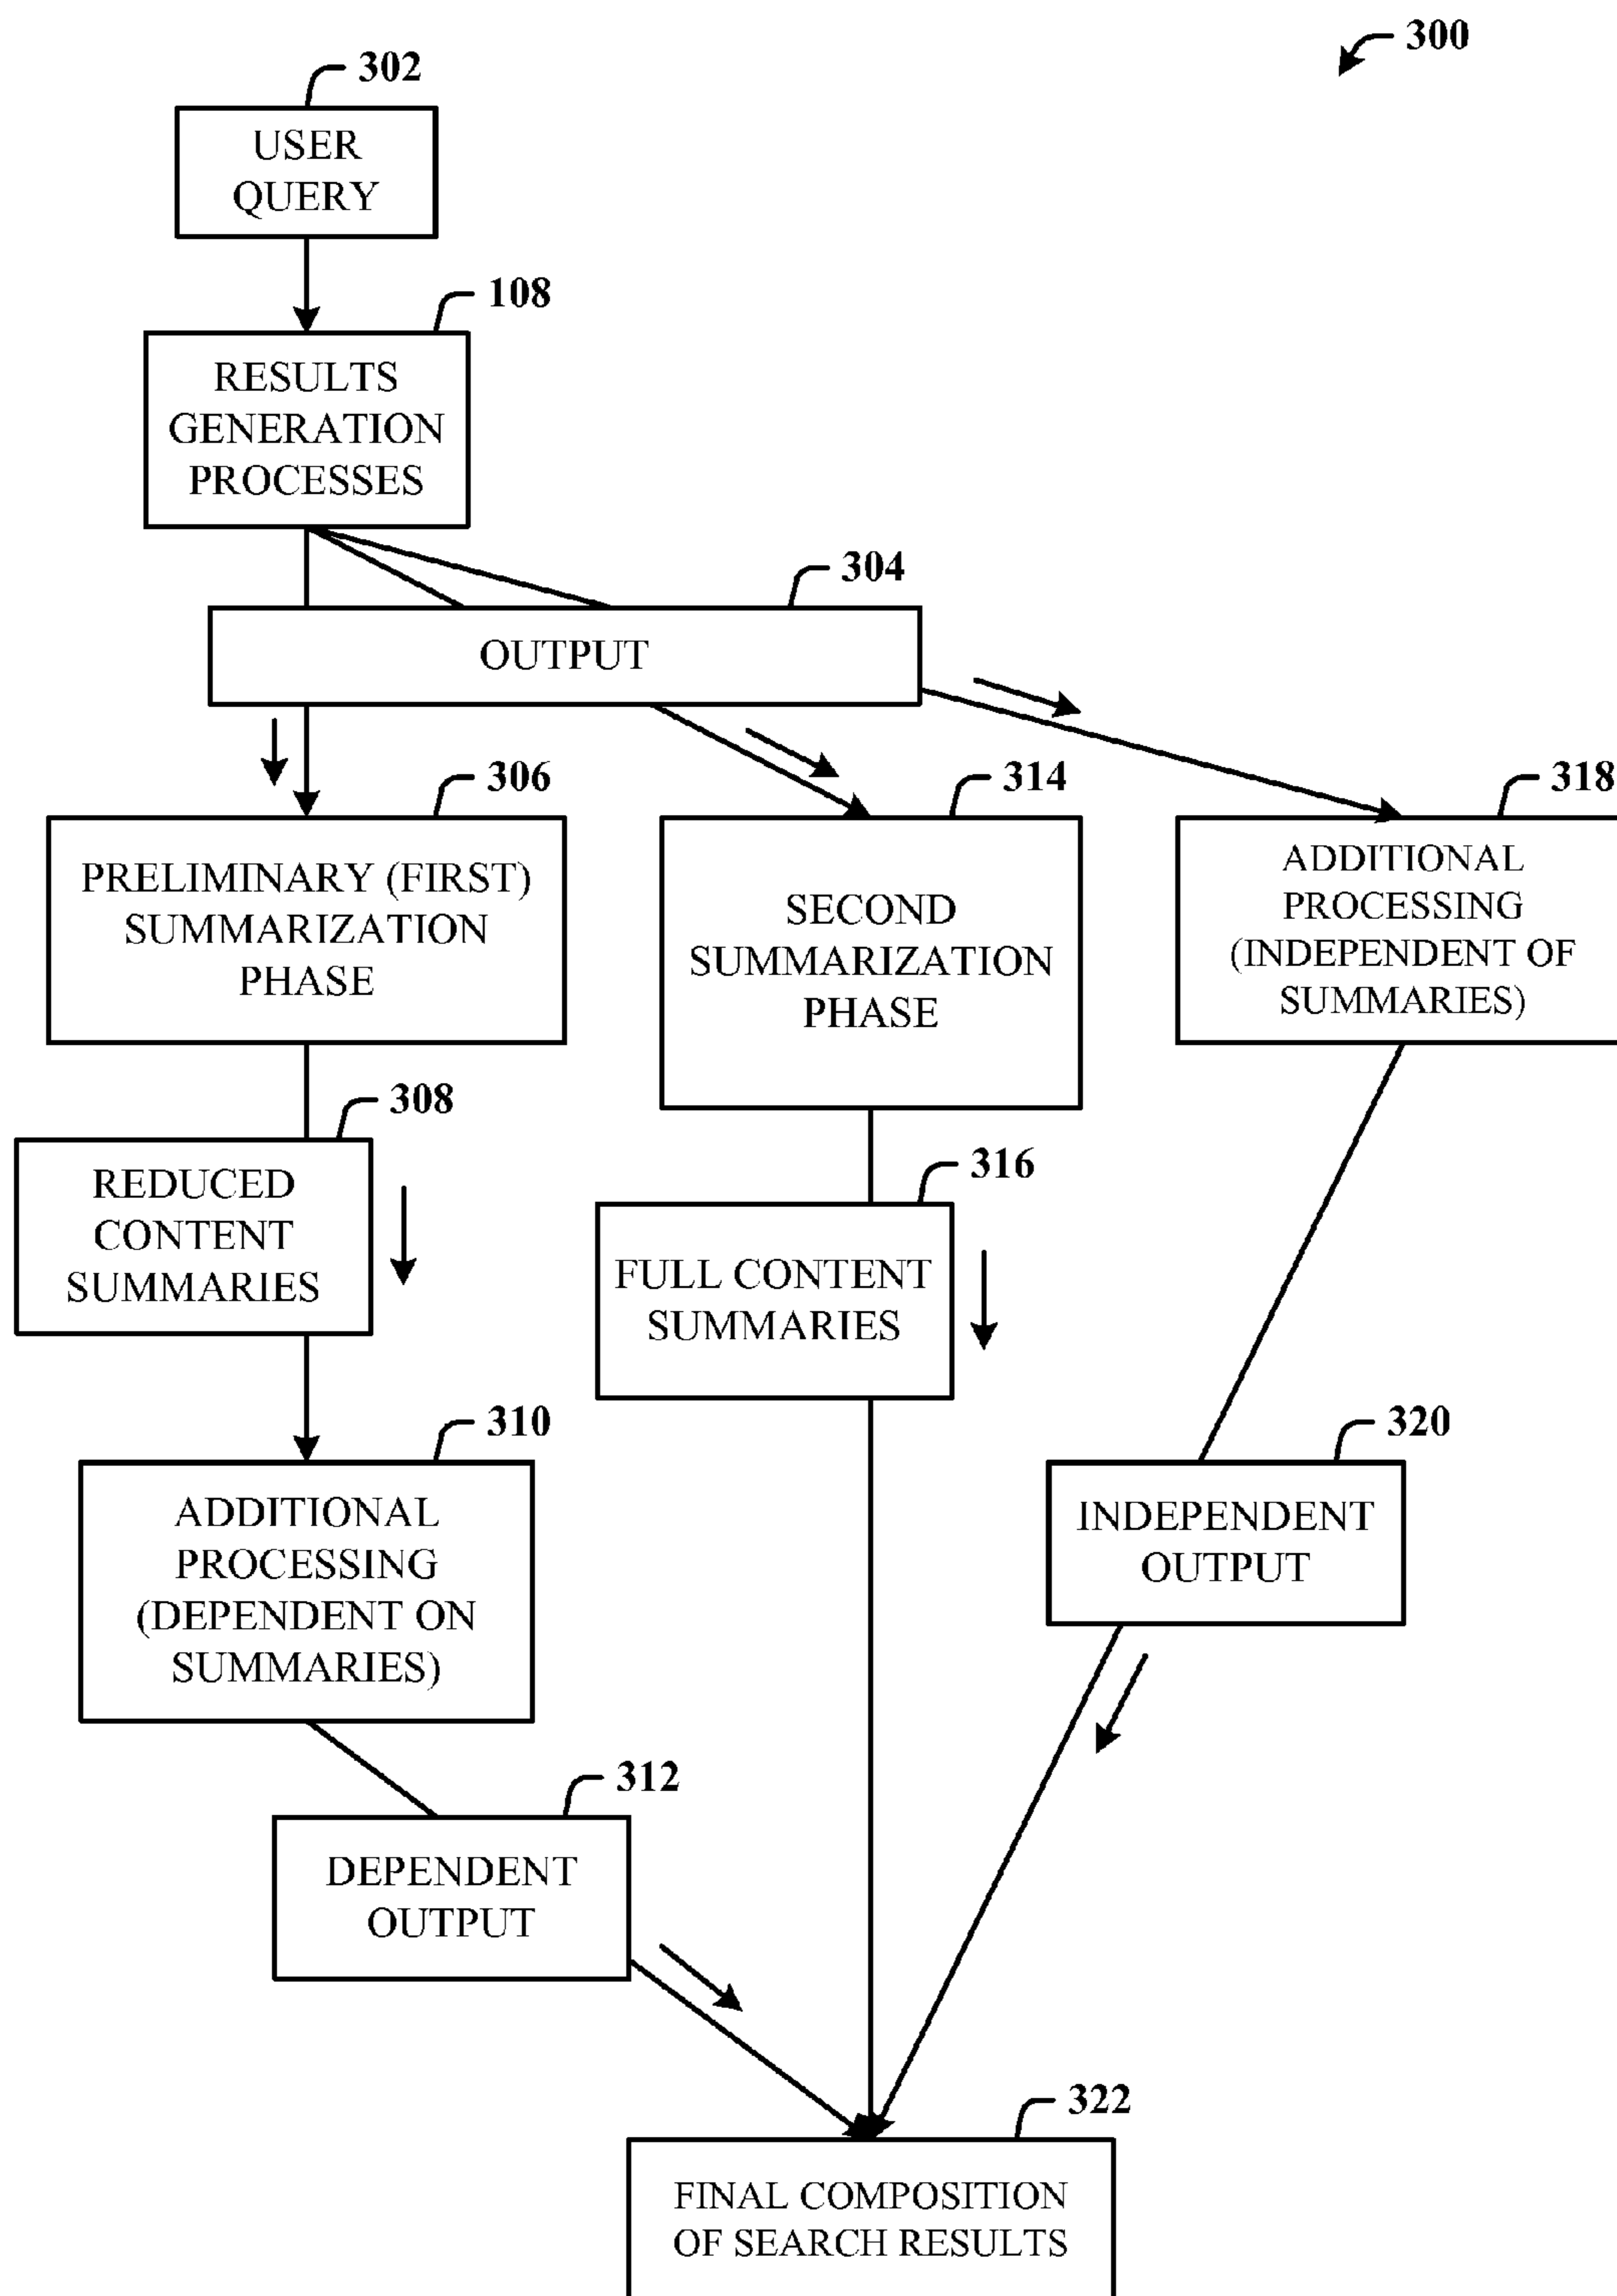 300
302
USER
QUERY
108
RESULTS
GENERATION
PROCESSES
304
OUTPUT
306
PRELIMINARY (FIRST)
SUMMARIZATION
PHASE
314
SECOND
SUMMARIZATION
PHASE
318
ADDITIONAL
PROCESSING
(INDEPENDENT OF
SUMMARIES)
308
REDUCED
CONTENT
SUMMARIES
316
FULL CONTENT
SUMMARIES
310
ADDITIONAL
PROCESSING
(DEPENDENT ON
SUMMARIES)
320
INDEPENDENT
OUTPUT
312
DEPENDENT
OUTPUT
322
FINAL COMPOSITION
OF SEARCH RESULTS